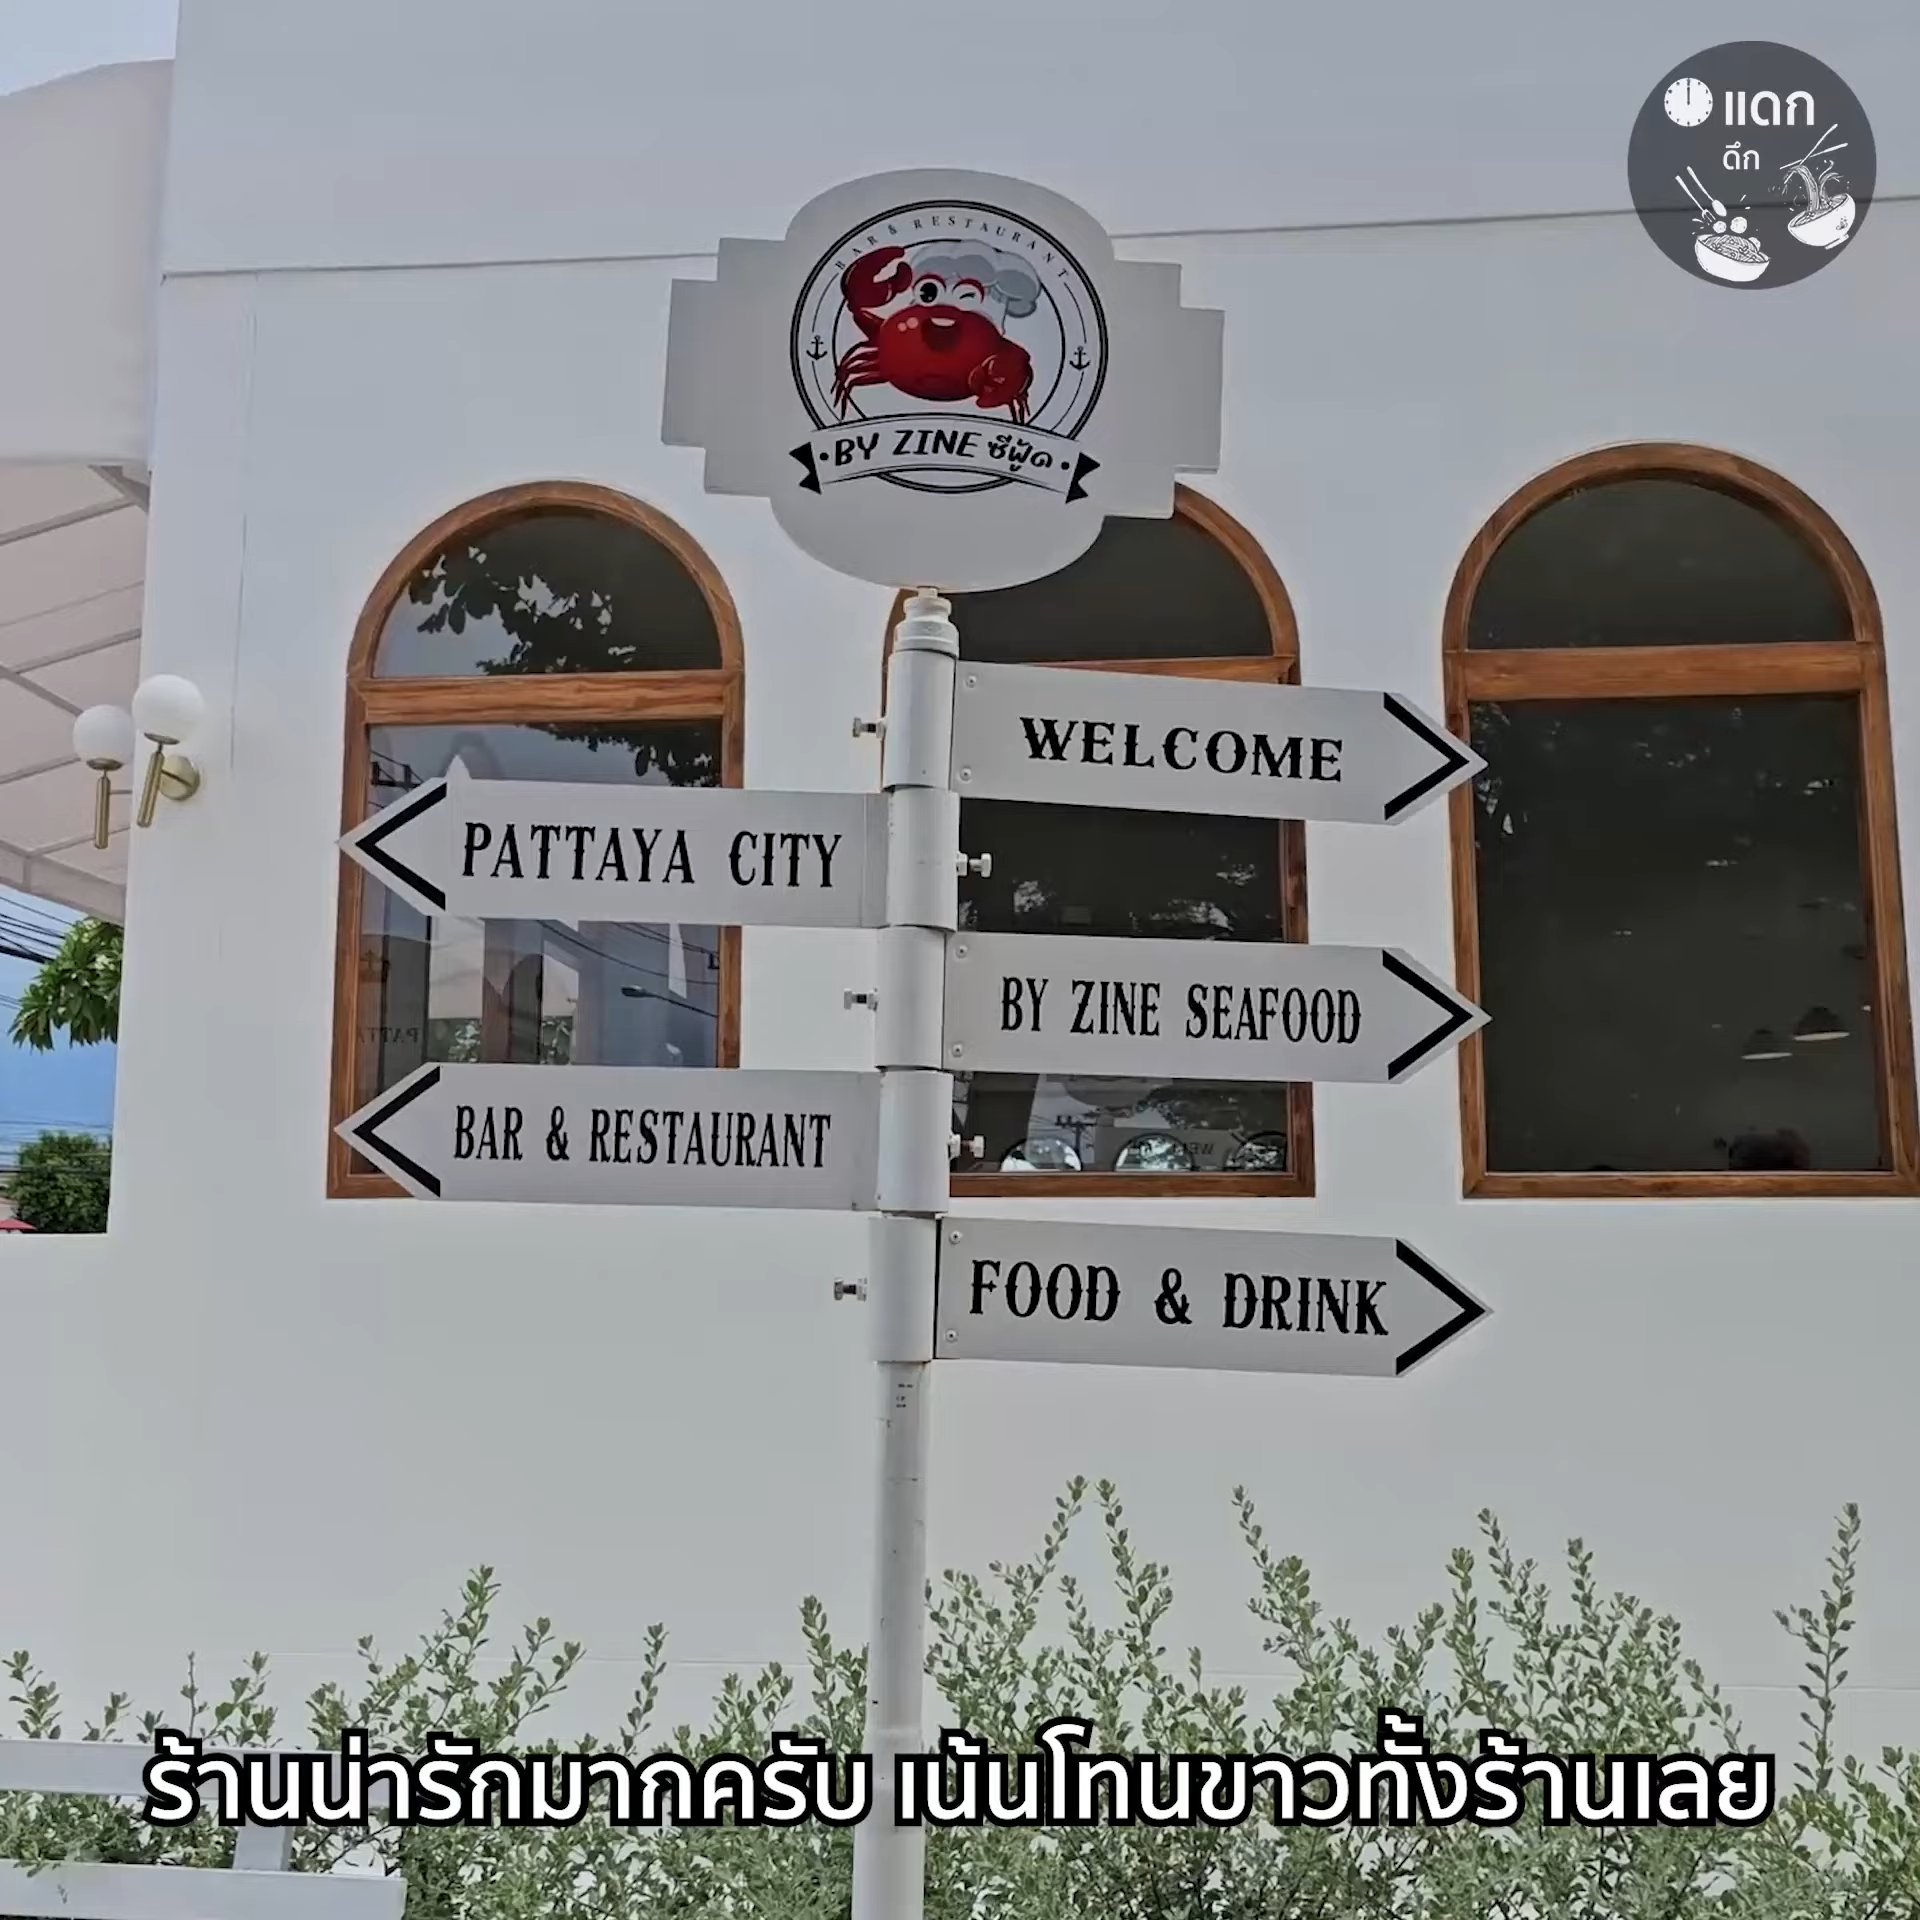 แดก
ดึก
BAR & RESTAURANT
BY ZINE ซีฟู้ด
WELCOME
PATTAYA CITY
BY ZINE SEAFOOD
BAR & RESTAURANT
FOOD & DRINK
ร้านน่ารักมากครับ เน้นโทนขาวทั้งร้านเลย